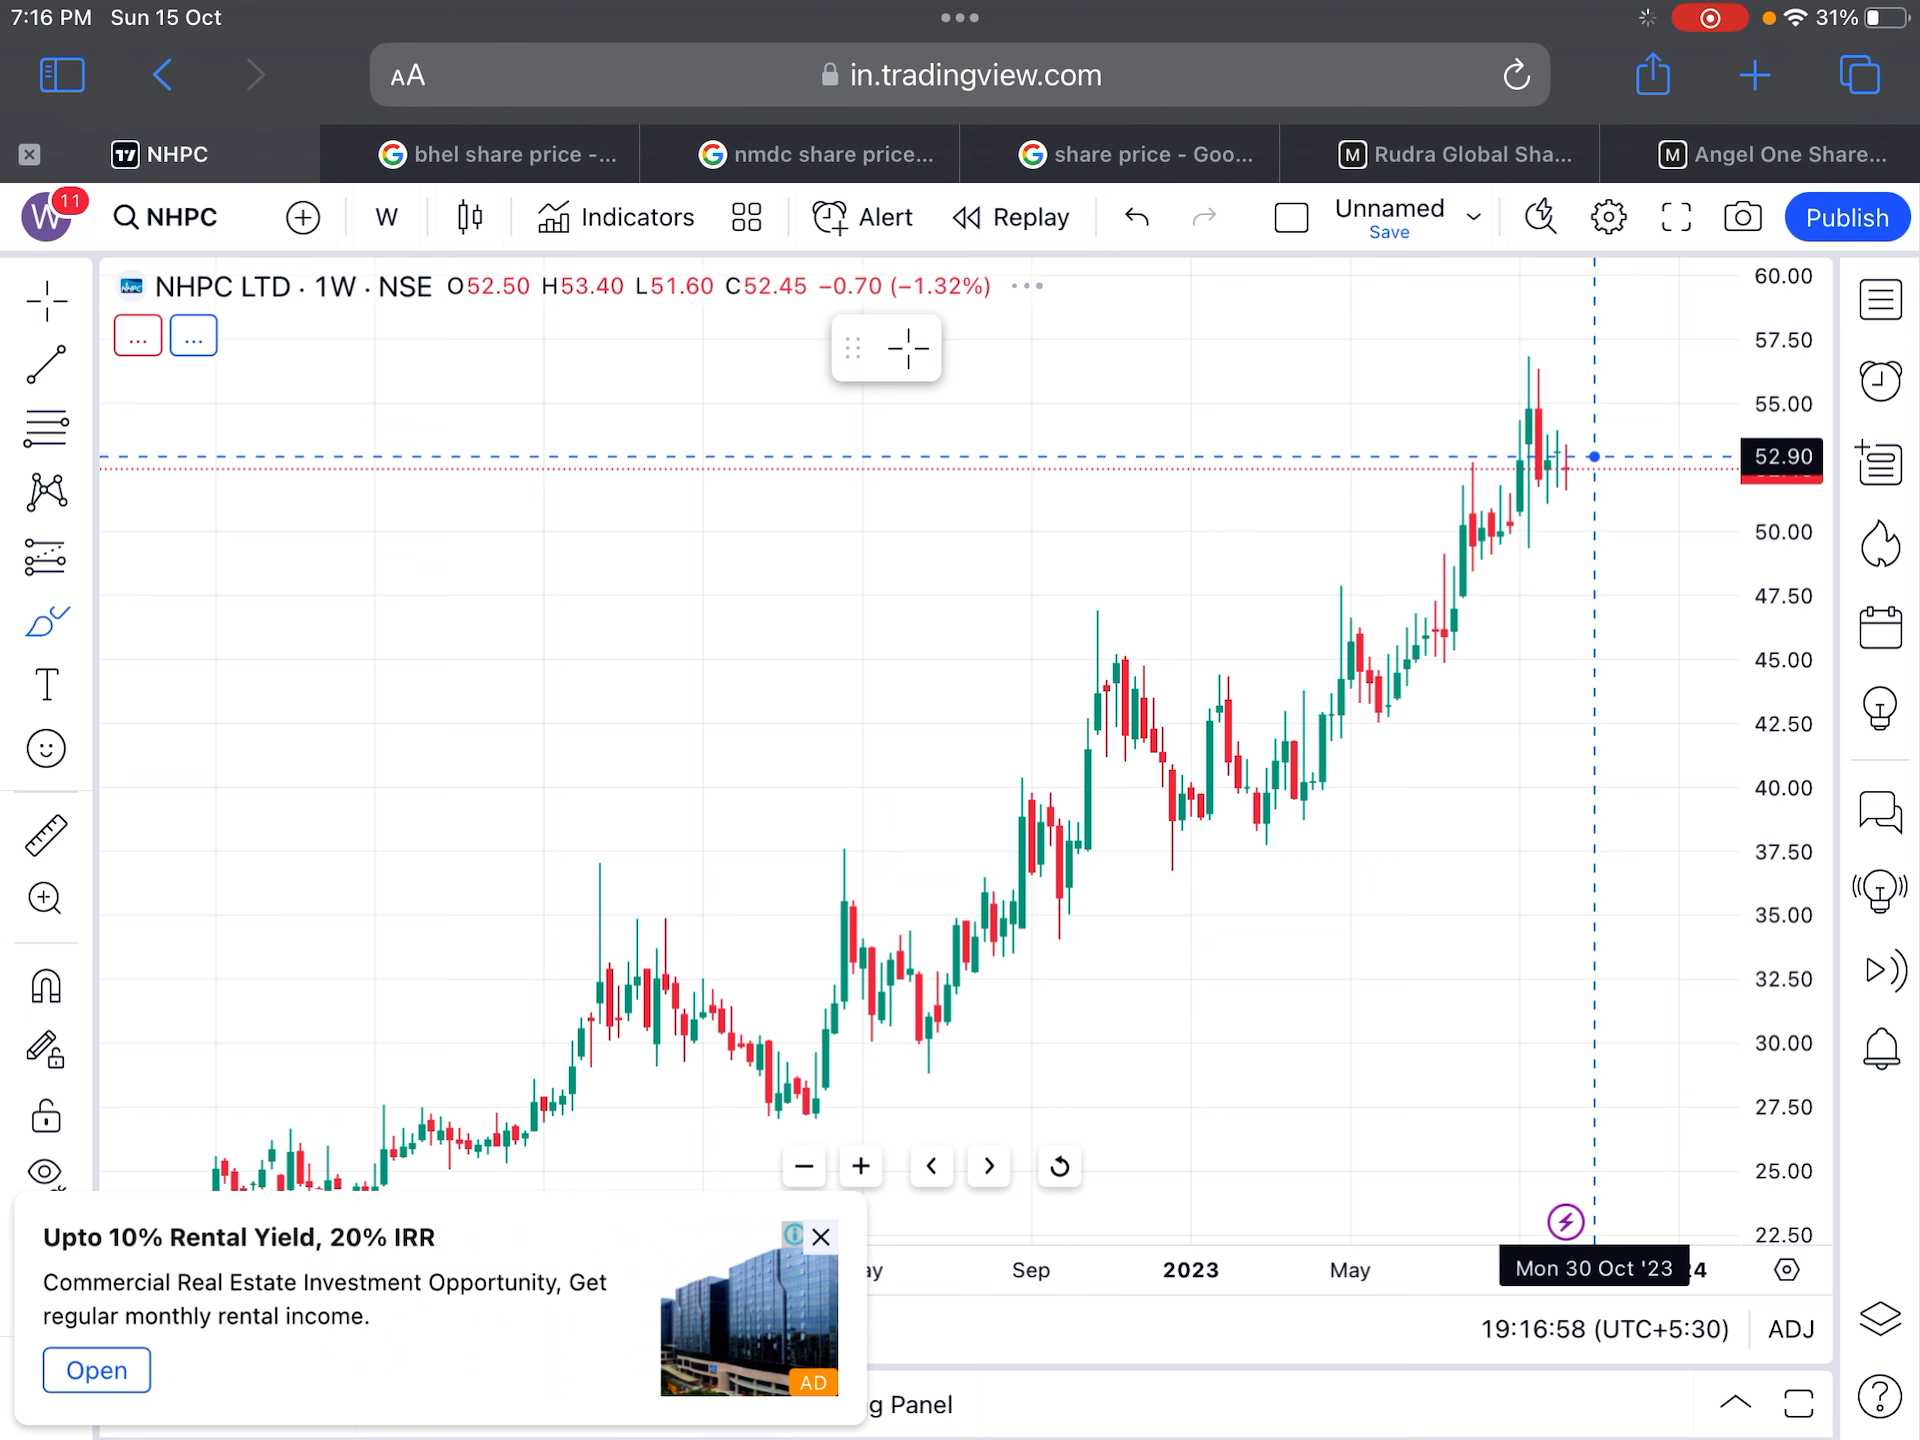 7:16 PM Sun 15 Oct
31%
AA
in.tradingview.com
NHPC
bhel share price -...
nmdc share price...
share price - Goo...
M Rudra Global Sha...
M Angel One Share...
W 11
NHPC
W
Indicators
Alert
Replay
Unnamed
Save
Publish
NHPC LTD · 1W · NSE O52.50 H53.40 L51.60 C52.45 −0.70 (−1.32%)
...
...
60.00
57.50
55.00
52.90
50.00
47.50
45.00
42.50
40.00
37.50
35.00
32.50
30.00
27.50
25.00
22.50
ay
Sep
2023
May
Mon 30 Oct '23
24
Upto 10% Rental Yield, 20% IRR
Commercial Real Estate Investment Opportunity, Get
regular monthly rental income.
Open
AD
19:16:58 (UTC+5:30)
ADJ
g Panel